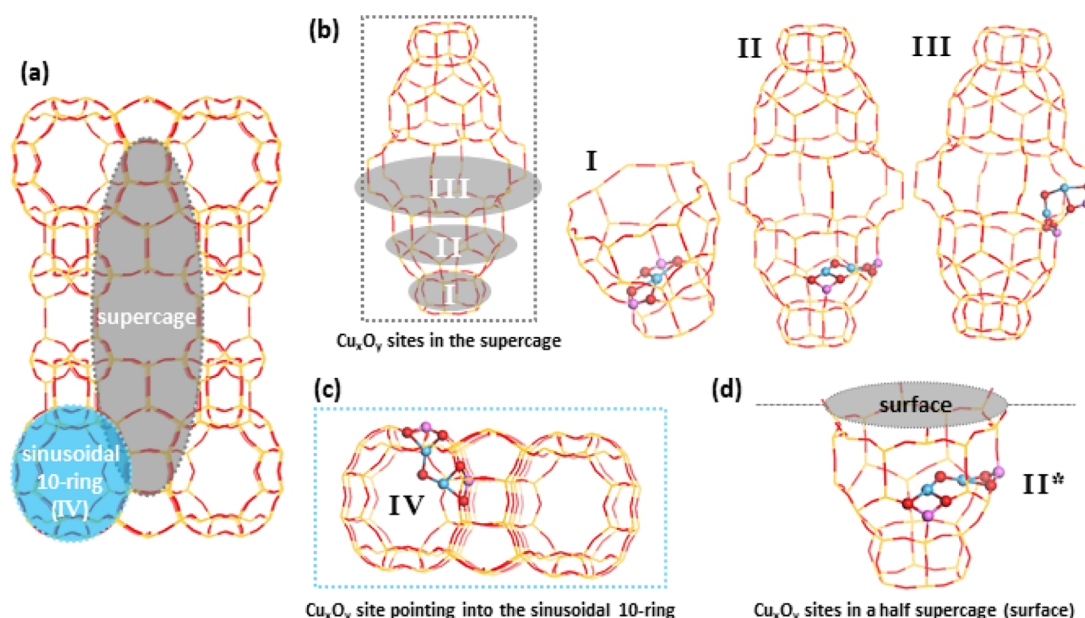 (a)
supercage
sinusoidal
10-ring
(IV)
(b)
III
II
I
CuxOy sites in the supercage
I
II
III
(c)
IV
CuxOy site pointing into the sinusoidal 10-ring
(d)
surface
II*
CuxOy sites in a half supercage (surface)